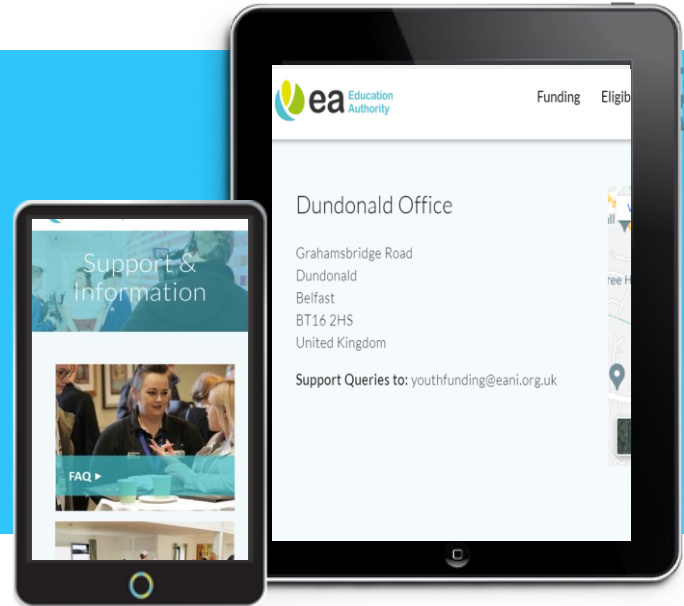 ea Education
Authority
Funding Eligib
Dundonald Office
Grahamsbridge Road
Dundonald
Belfast
BT16 2HS
United Kingdom
Support Queries to: youthfunding@eani.org.uk
Support &
Information
FAQ